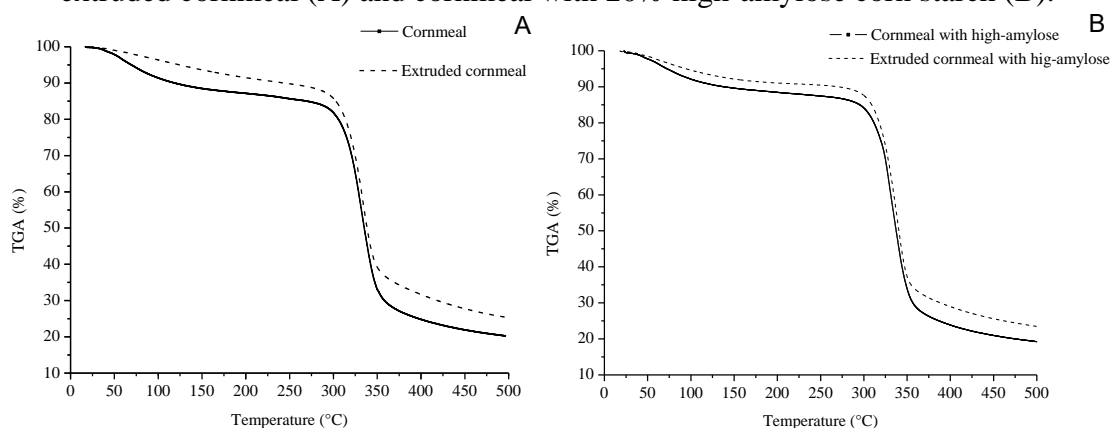 extruded cornmeal (A) and cornmeal with 20% high-amylose corn starch (B).
A
Cornmeal
Extruded cornmeal
100
90
80
70
60
50
40
30
20
10
TGA (%)
0 50 100 150 200 250 300 350 400 450 500
Temperature (°C)
B
Cornmeal with high-amylose
Extruded cornmeal with hig-amylose
100
90
80
70
60
50
40
30
20
10
TGA (%)
0 50 100 150 200 250 300 350 400 450 500
Temperature (°C)